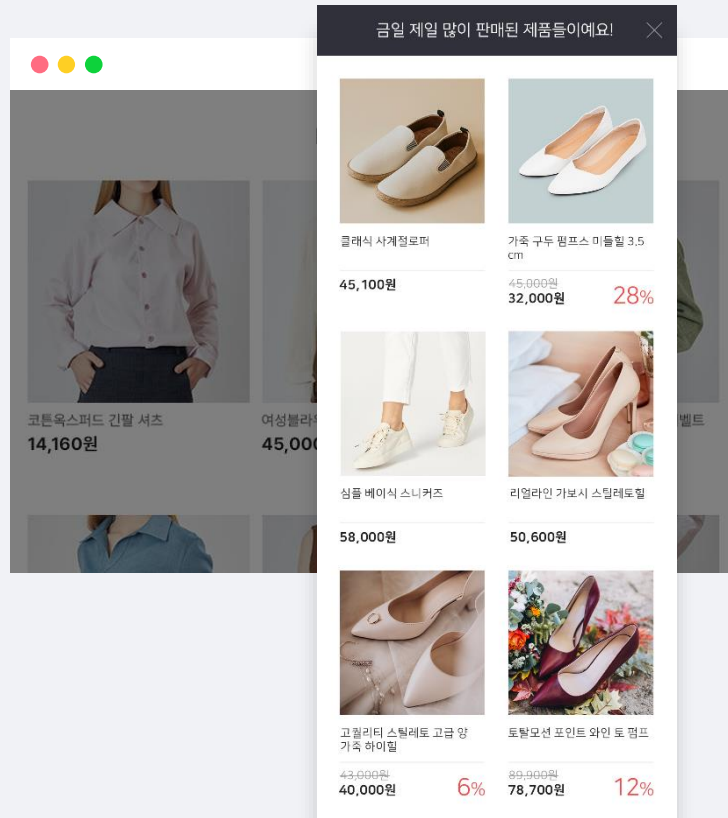 금일 제일 많이 판매된 제품들이예요!
클래식 사계절로퍼
45,100원
가죽 구두 펌프스 미들힐 3.5
cm
45,000원
32,000원
28%
심플 베이식 스니커즈
58,000원
리얼라인 가보시 스틸레토힐
50,600원
고퀄리티 스틸레토 고급 양
가죽 하이힐
43,000원
40,000원
6%
토탈모션 포인트 와인 토 펌프
89,900원
78,700원
12%
코튼옥스퍼드 긴팔 셔츠
14,160원
여성블라우
45,000
벨트